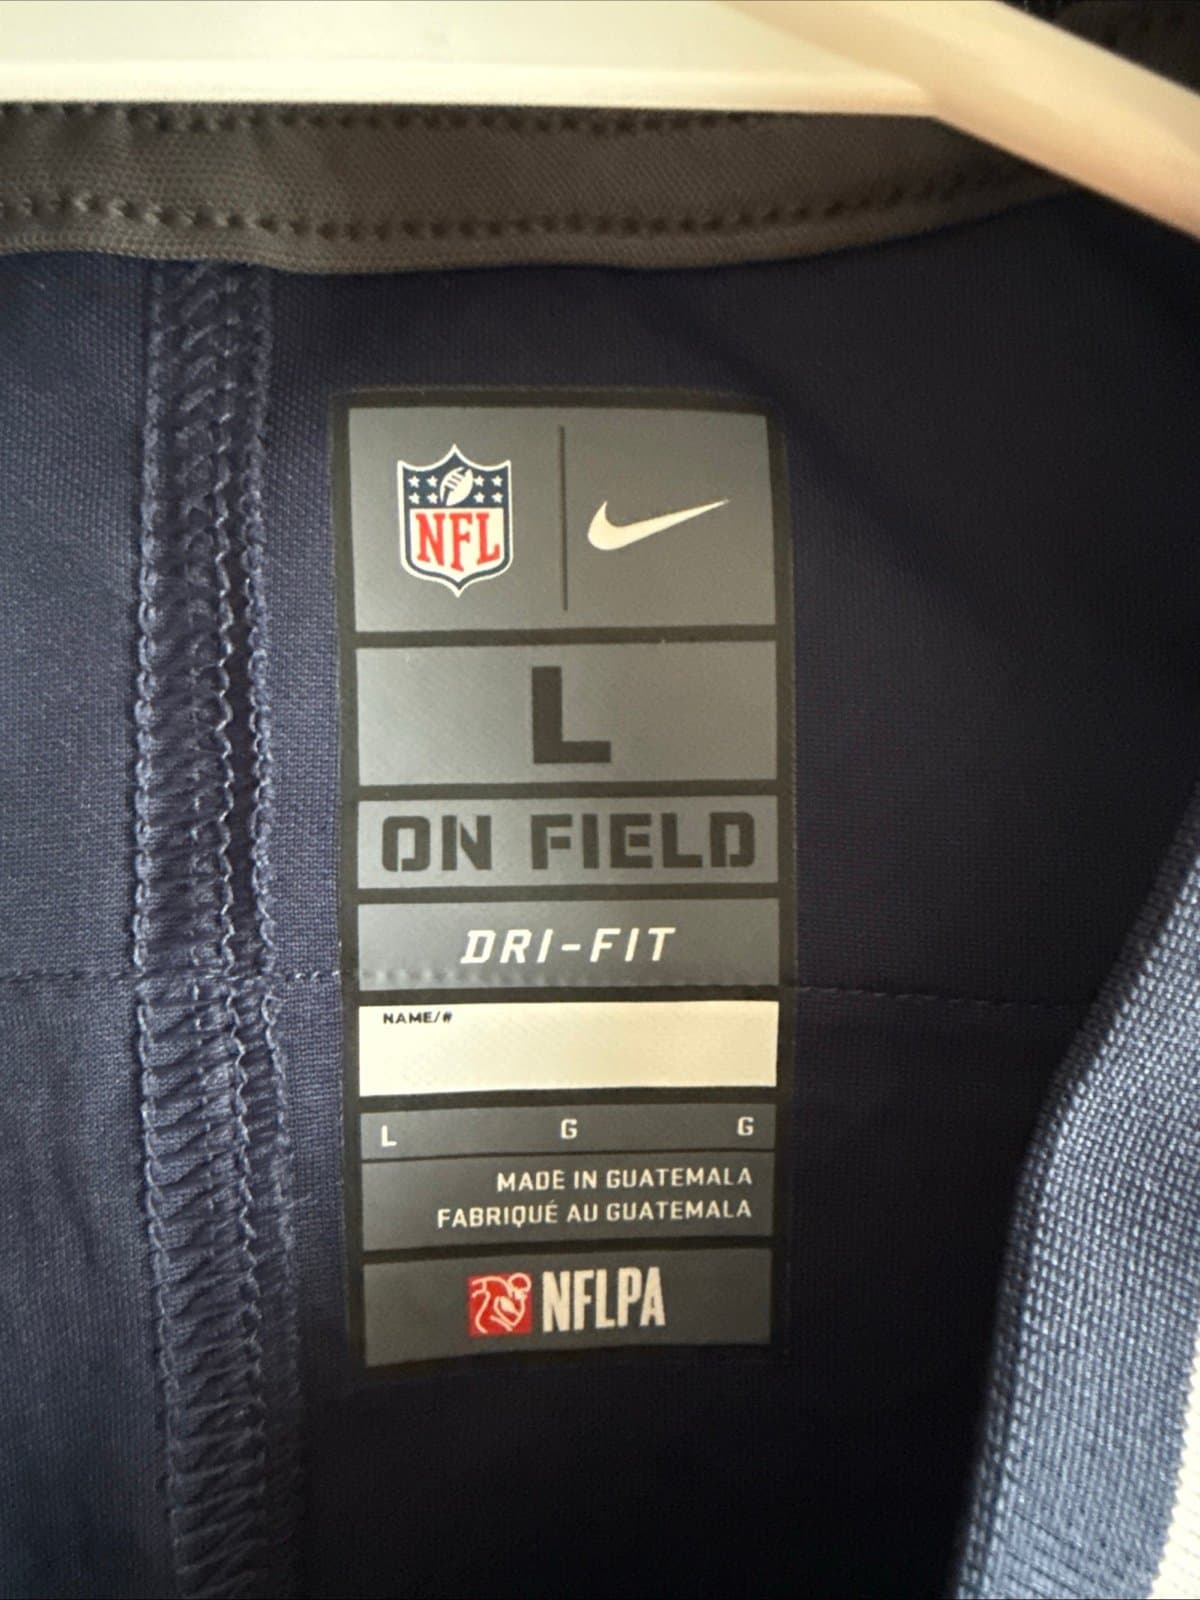 NFL
L
ON FIELD
DRI-FIT
NAME/#
L G G
MADE IN GUATEMALA
FABRIQUÉ AU GUATEMALA
NFLPA